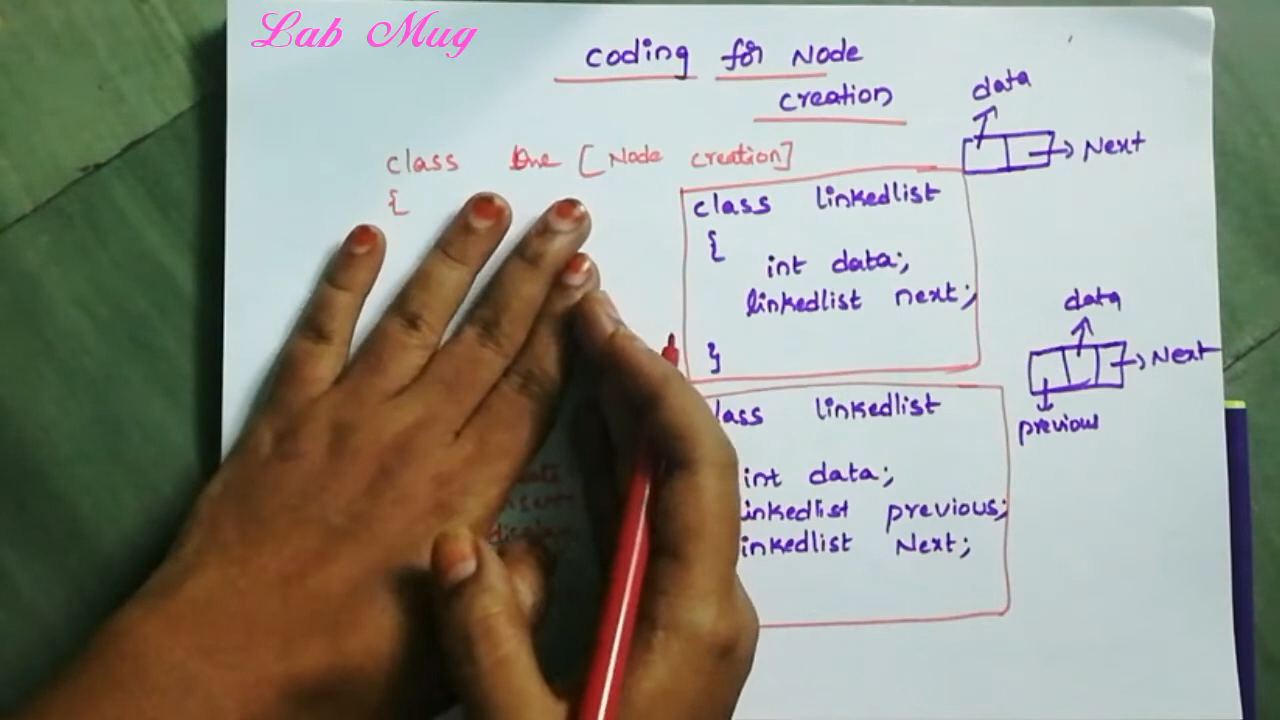 Lab Mug
Coding for Node
creation
class One [Node creation]
{
data
Next
class linkedlist
{
int data;
linkedlist next;
}
data
Next
previous
lass linkedlist
int data;
inkedlist previous;
inkedlist Next;
display